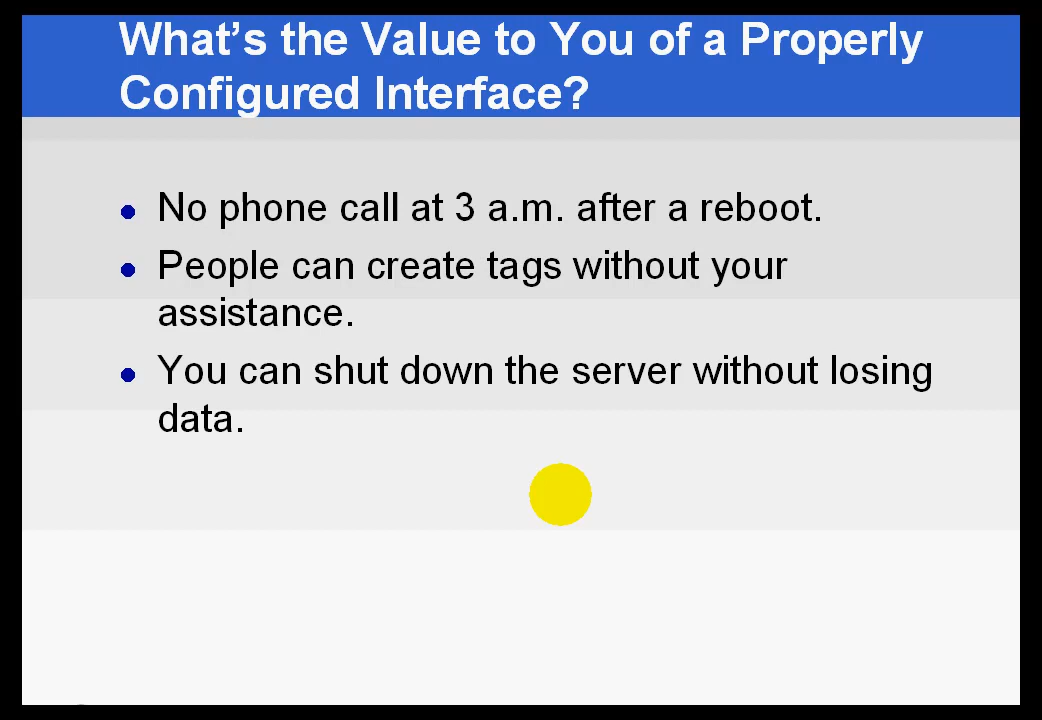 What’s the Value to You of a Properly
Configured Interface?
No phone call at 3 a.m. after a reboot.
People can create tags without your
assistance.
You can shut down the server without losing
data.